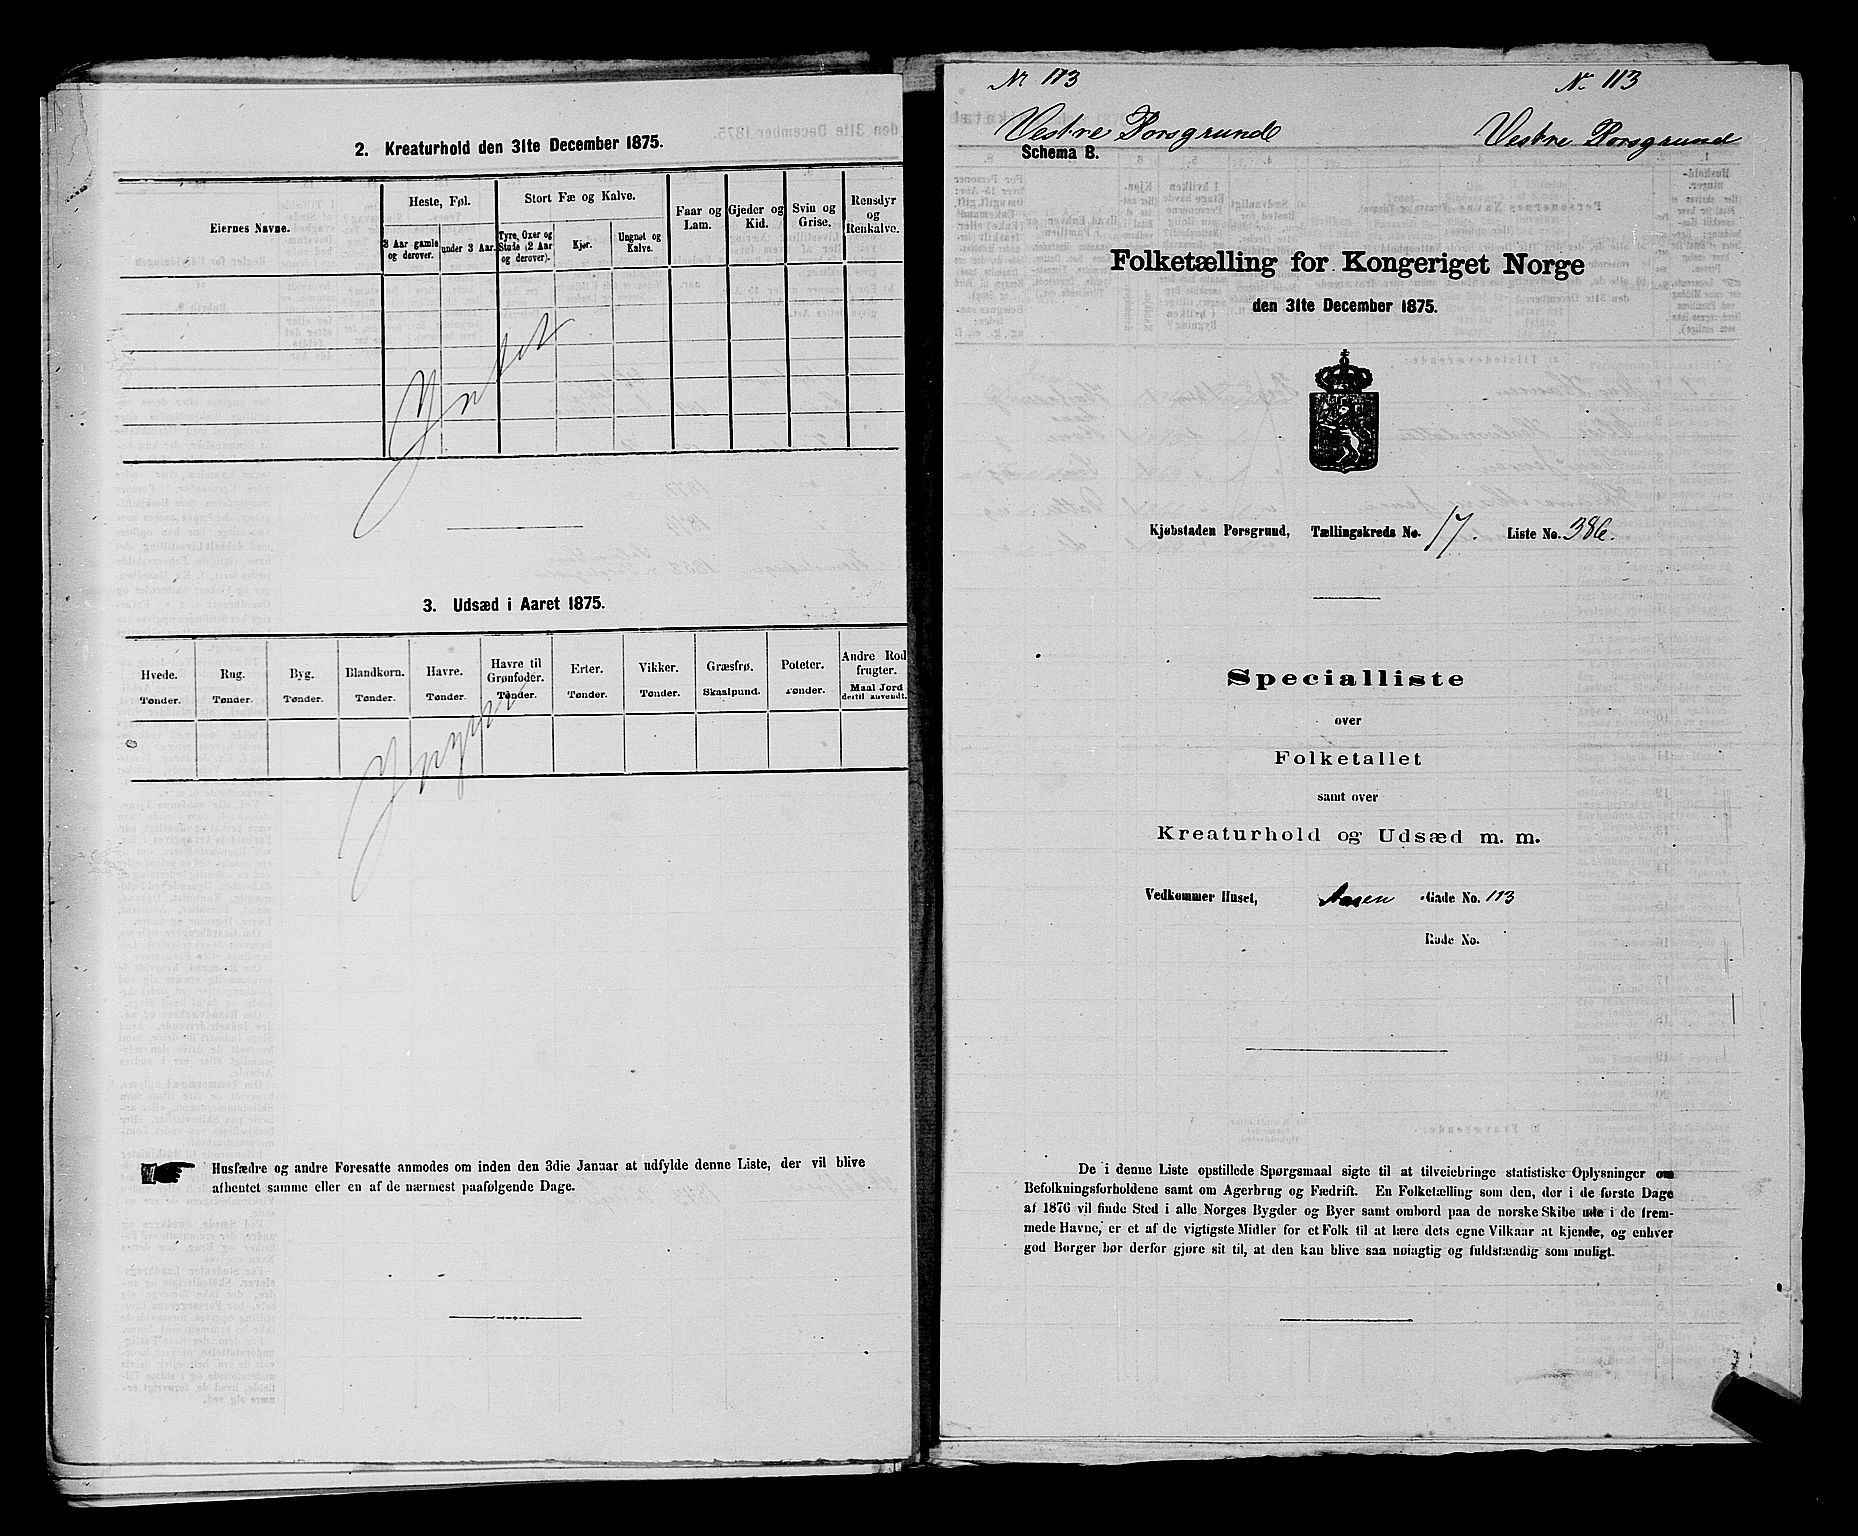 2. Kreaturhold den 31te December 1875.
Eiernes Navne.
Heste, Føl.
Stort Fæ og Kalve.
Faar og Lam.
Gjeder og Kid.
Svin og Grise.
Rensdyr og Renkalve.
3 Aar gamle og derover.
under 3 Aar.
Tyre, Oxer og Stude (2 Aar og derover).
Kjør.
Ungnøt og Kalve.
Intet
3. Udsæd i Aaret 1875.
Hvede.
Rug.
Byg.
Blandkorn.
Havre.
Havre til Grønfoder.
Erter.
Vikker.
Græsfrø.
Poteter.
Andre Rodfrugter.
Tønder.
Tønder.
Tønder.
Tønder.
Tønder.
Tønder.
Tønder.
Tønder.
Skaalpund.
Tønder.
Maal Jord dertil anvendt.
Husfædre og andre Foresatte anmodes om inden den 3die Januar at udfylde denne Liste, der vil blive
afhentet samme eller en af de nærmest paafølgende Dage.
Nr 113
N. 113
Vestre Porsgrund
Vestre Porsgrund
Schema B.
Folketælling for Kongeriget Norge
den 31te December 1875.
Kjøbstaden Porsgrund, Tællingskreds No. 17. Liste No. 386.
Specialliste
over
Folketallet
samt over
Kreaturhold og Udsæd m. m.
Vedkommer Huset, Aasen Gade No. 113
Rode No.
De i denne Liste opstillede Spørgsmaal sigte til at tilveiebringe statistiske Oplysninger om
Befolkningsforholdene samt om Agerbrug og Fædrift. En Folketælling som den, der i de første Dage
af 1876 vil finde Sted i alle Norges Bygder og Byer samt ombord paa de norske Skibe ude i de frem-
mede Havne, er et af de vigtigste Midler for et Folk til at lære dets egne Vilkaar at kjende, og enhver
god Borger bør derfor gjøre sit til, at den kan blive saa nøiagtig og fuldstændig som muligt.